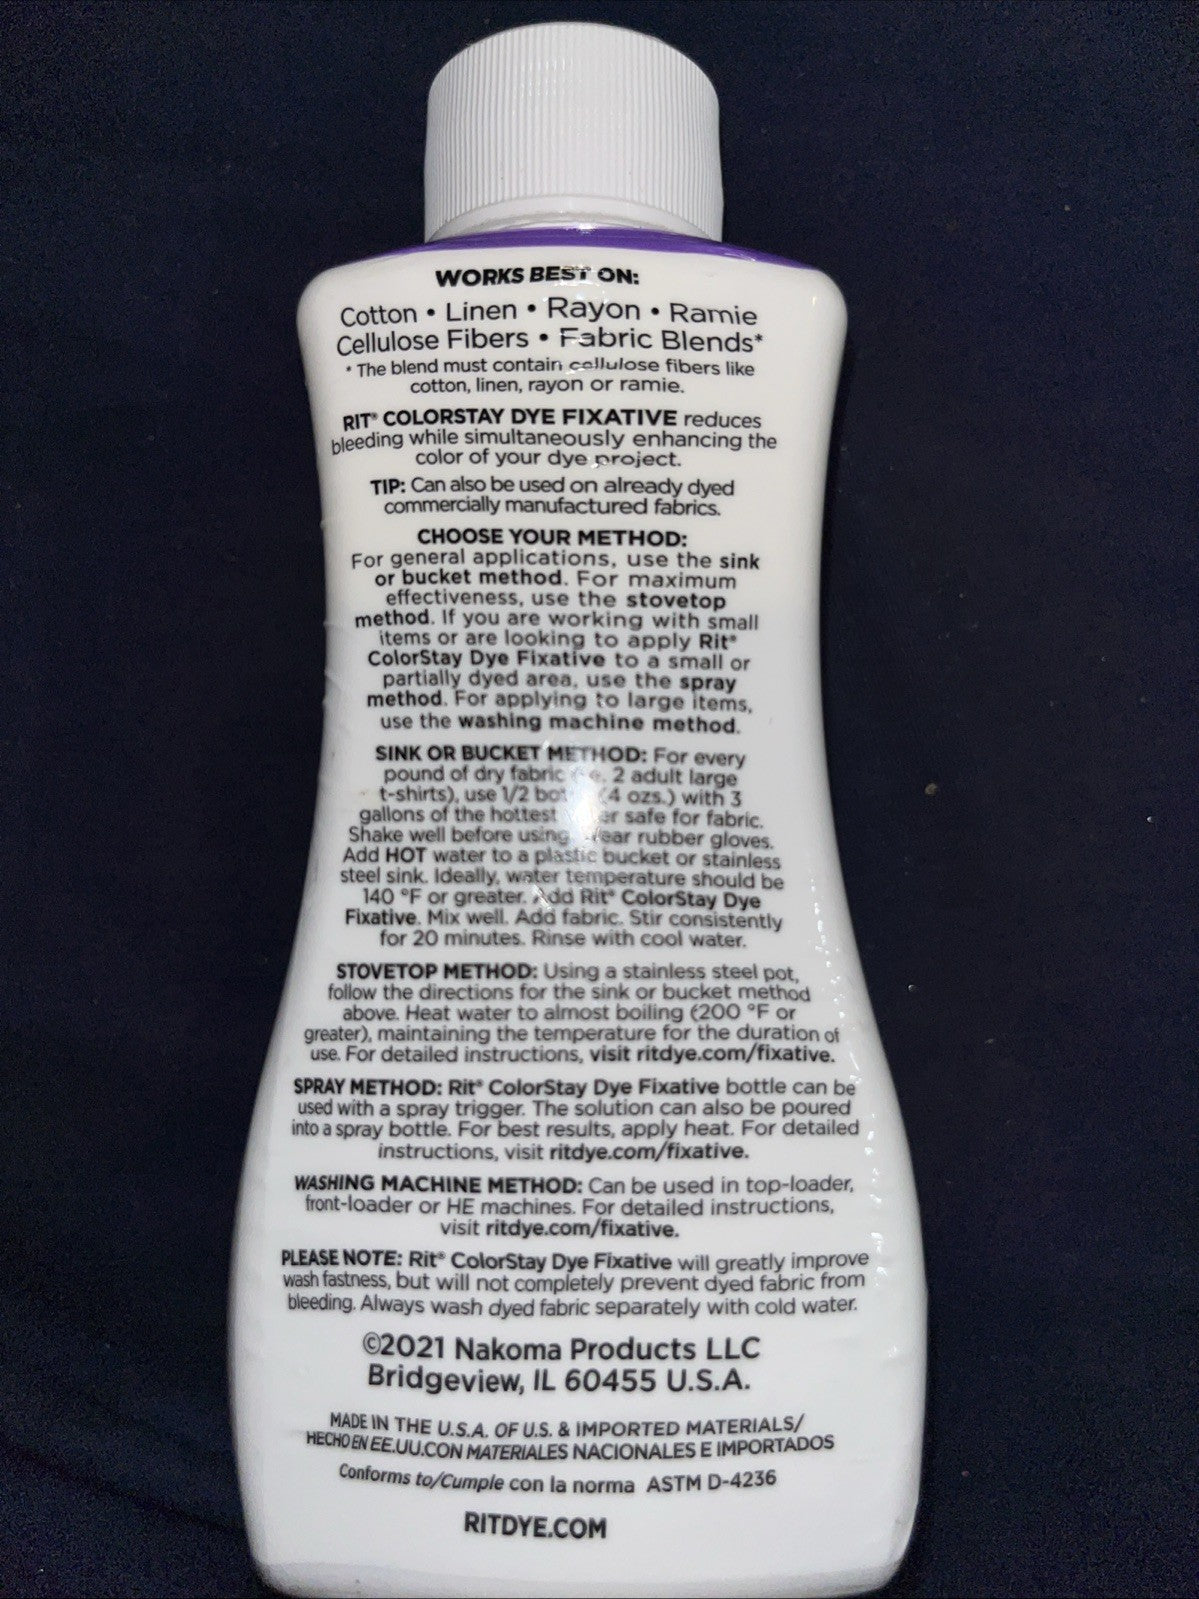 WORKS BEST ON:
Cotton • Linen • Rayon • Ramie
Cellulose Fibers • Fabric Blends*
* The blend must contain cellulose fibers like
cotton, linen, rayon or ramie.
RIT® COLORSTAY DYE FIXATIVE reduces
bleeding while simultaneously enhancing the
color of your dye project.
TIP: Can also be used on already dyed
commercially manufactured fabrics.
CHOOSE YOUR METHOD:
For general applications, use the sink
or bucket method. For maximum
effectiveness, use the stovetop
method. If you are working with small
items or are looking to apply Rit®
ColorStay Dye Fixative to a small or
partially dyed area, use the spray
method. For applying to large items,
use the washing machine method.
SINK OR BUCKET METHOD: For every
pound of dry fabric 2 adult large
t-shirts), use 1/2 (4 ozs.) with 3
gallons of the hottest safe for fabric.
Shake well before using. rubber gloves.
Add HOT water to a plastic bucket or stainless
steel sink. Ideally, water temperature should be
140 °F or greater. Add Rit® ColorStay Dye
Fixative. Mix well. Add fabric. Stir consistently
for 20 minutes. Rinse with cool water.
STOVETOP METHOD: Using a stainless steel pot,
follow the directions for the sink or bucket method
above. Heat water to almost boiling (200 °F or
greater), maintaining the temperature for the duration of
use. For detailed instructions, visit ritdye.com/fixative.
SPRAY METHOD: Rit® ColorStay Dye Fixative bottle can be
used with a spray trigger. The solution can also be poured
into a spray bottle. For best results, apply heat. For detailed
instructions, visit ritdye.com/fixative.
WASHING MACHINE METHOD: Can be used in top-loader,
front-loader or HE machines. For detailed instructions,
visit ritdye.com/fixative.
PLEASE NOTE: Rit® ColorStay Dye Fixative will greatly improve
wash fastness, but will not completely prevent dyed fabric from
bleeding. Always wash dyed fabric separately with cold water.
©2021 Nakoma Products LLC
Bridgeview, IL 60455 U.S.A.
MADE IN THE U.S.A. OF U.S. & IMPORTED MATERIALS/
HECHO EN EE.UU.CON MATERIALES NACIONALES E IMPORTADOS
Conforms to/Cumple con la norma ASTM D-4236
RITDYE.COM